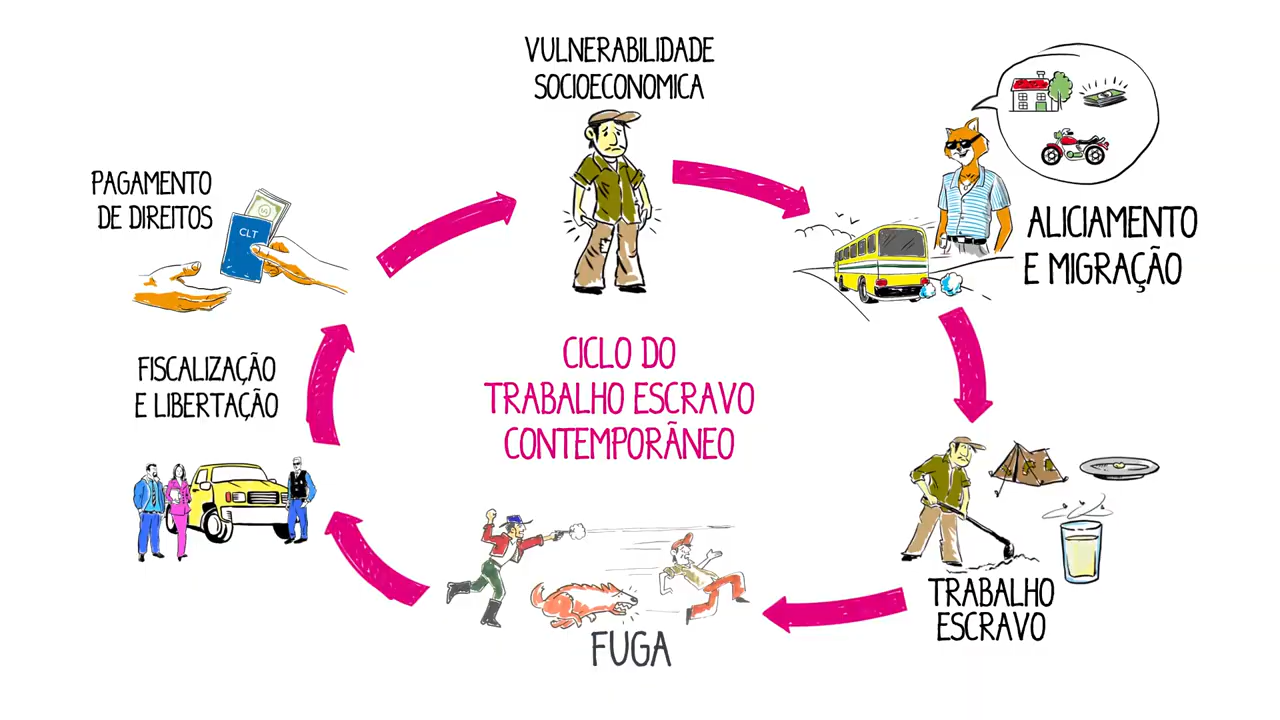 VULNERABILIDADE
SOCIOECONOMICA
ALICIAMENTO
E MIGRAÇÃO
TRABALHO
ESCRAVO
FUGA
FISCALIZAÇÃO
E LIBERTAÇÃO
PAGAMENTO
DE DIREITOS
CLT
CICLO DO
TRABALHO ESCRAVO
CONTEMPORÂNEO